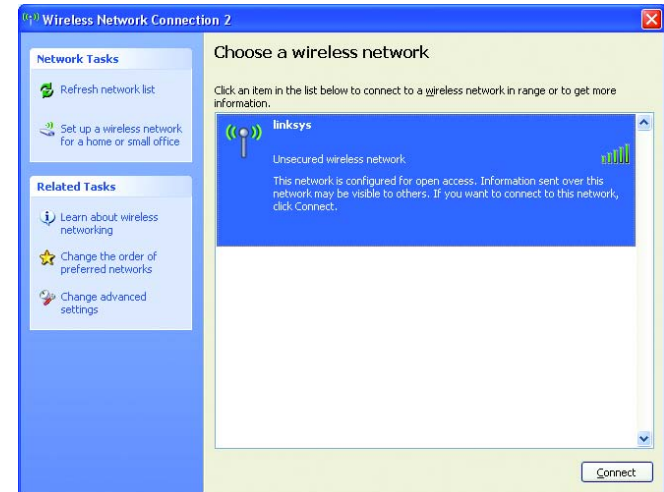 Wireless Network Connection 2
Network Tasks
Refresh network list
Set up a wireless network
for a home or small office
Related Tasks
Learn about wireless
networking
Change the order of
preferred networks
Change advanced
settings
Choose a wireless network
Click an item in the list below to connect to a wireless network in range or to get more
information.
linksys
Unsecured wireless network
This network is configured for open access. Information sent over this
network may be visible to others. If you want to connect to this network,
click Connect.
Connect